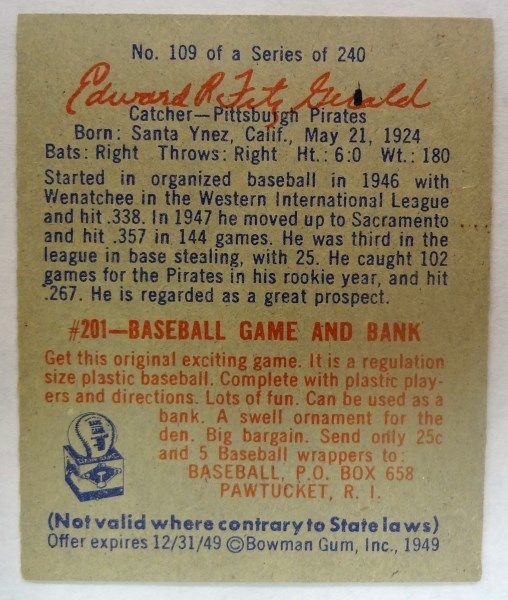 No. 109 of a Series of 240
Edward R. Fitz Gerald
Catcher—Pittsburgh Pirates
Born: Santa Ynez, Calif., May 21, 1924
Bats: Right Throws: Right Ht.: 6:0 Wt.: 180
Started in organized baseball in 1946 with
Wenatchee in the Western International League
and hit .338. In 1947 he moved up to Sacramento
and hit .357 in 144 games. He was third in the
league in base stealing, with 25. He caught 102
games for the Pirates in his rookie year, and hit
.267. He is regarded as a great prospect.
#201—BASEBALL GAME AND BANK
Get this original exciting game. It is a regulation
size plastic baseball. Complete with plastic play-
ers and directions. Lots of fun. Can be used as a
bank. A swell ornament for the
den. Big bargain. Send only 25c
and 5 Baseball wrappers to:
BASEBALL, P.O. BOX 658
PAWTUCKET, R. I.
(Not valid where contrary to State laws)
Offer expires 12/31/49 ©Bowman Gum, Inc., 1949